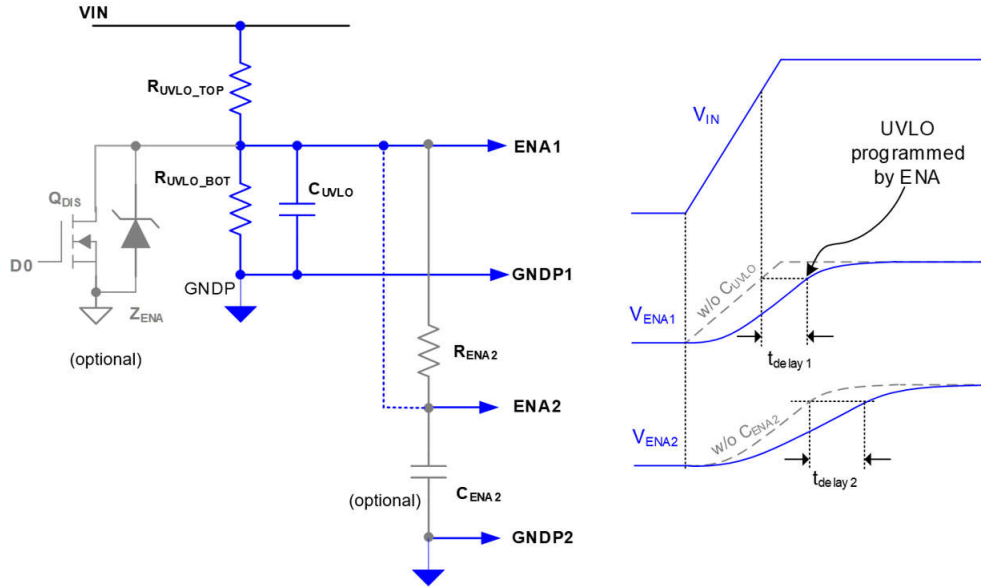 VIN
RUVLO_TOP
ENA1
RUVLO_BOT
CUVLO
QDIS
D0
GNDP
GNDP1
ZENA
(optional)
RENA2
ENA2
(optional)
CENA2
GNDP2
VIN
UVLO
programmed
by ENA
w/o CUVLO
VENA1
tdelay 1
w/o CENA2
VENA2
tdelay 2